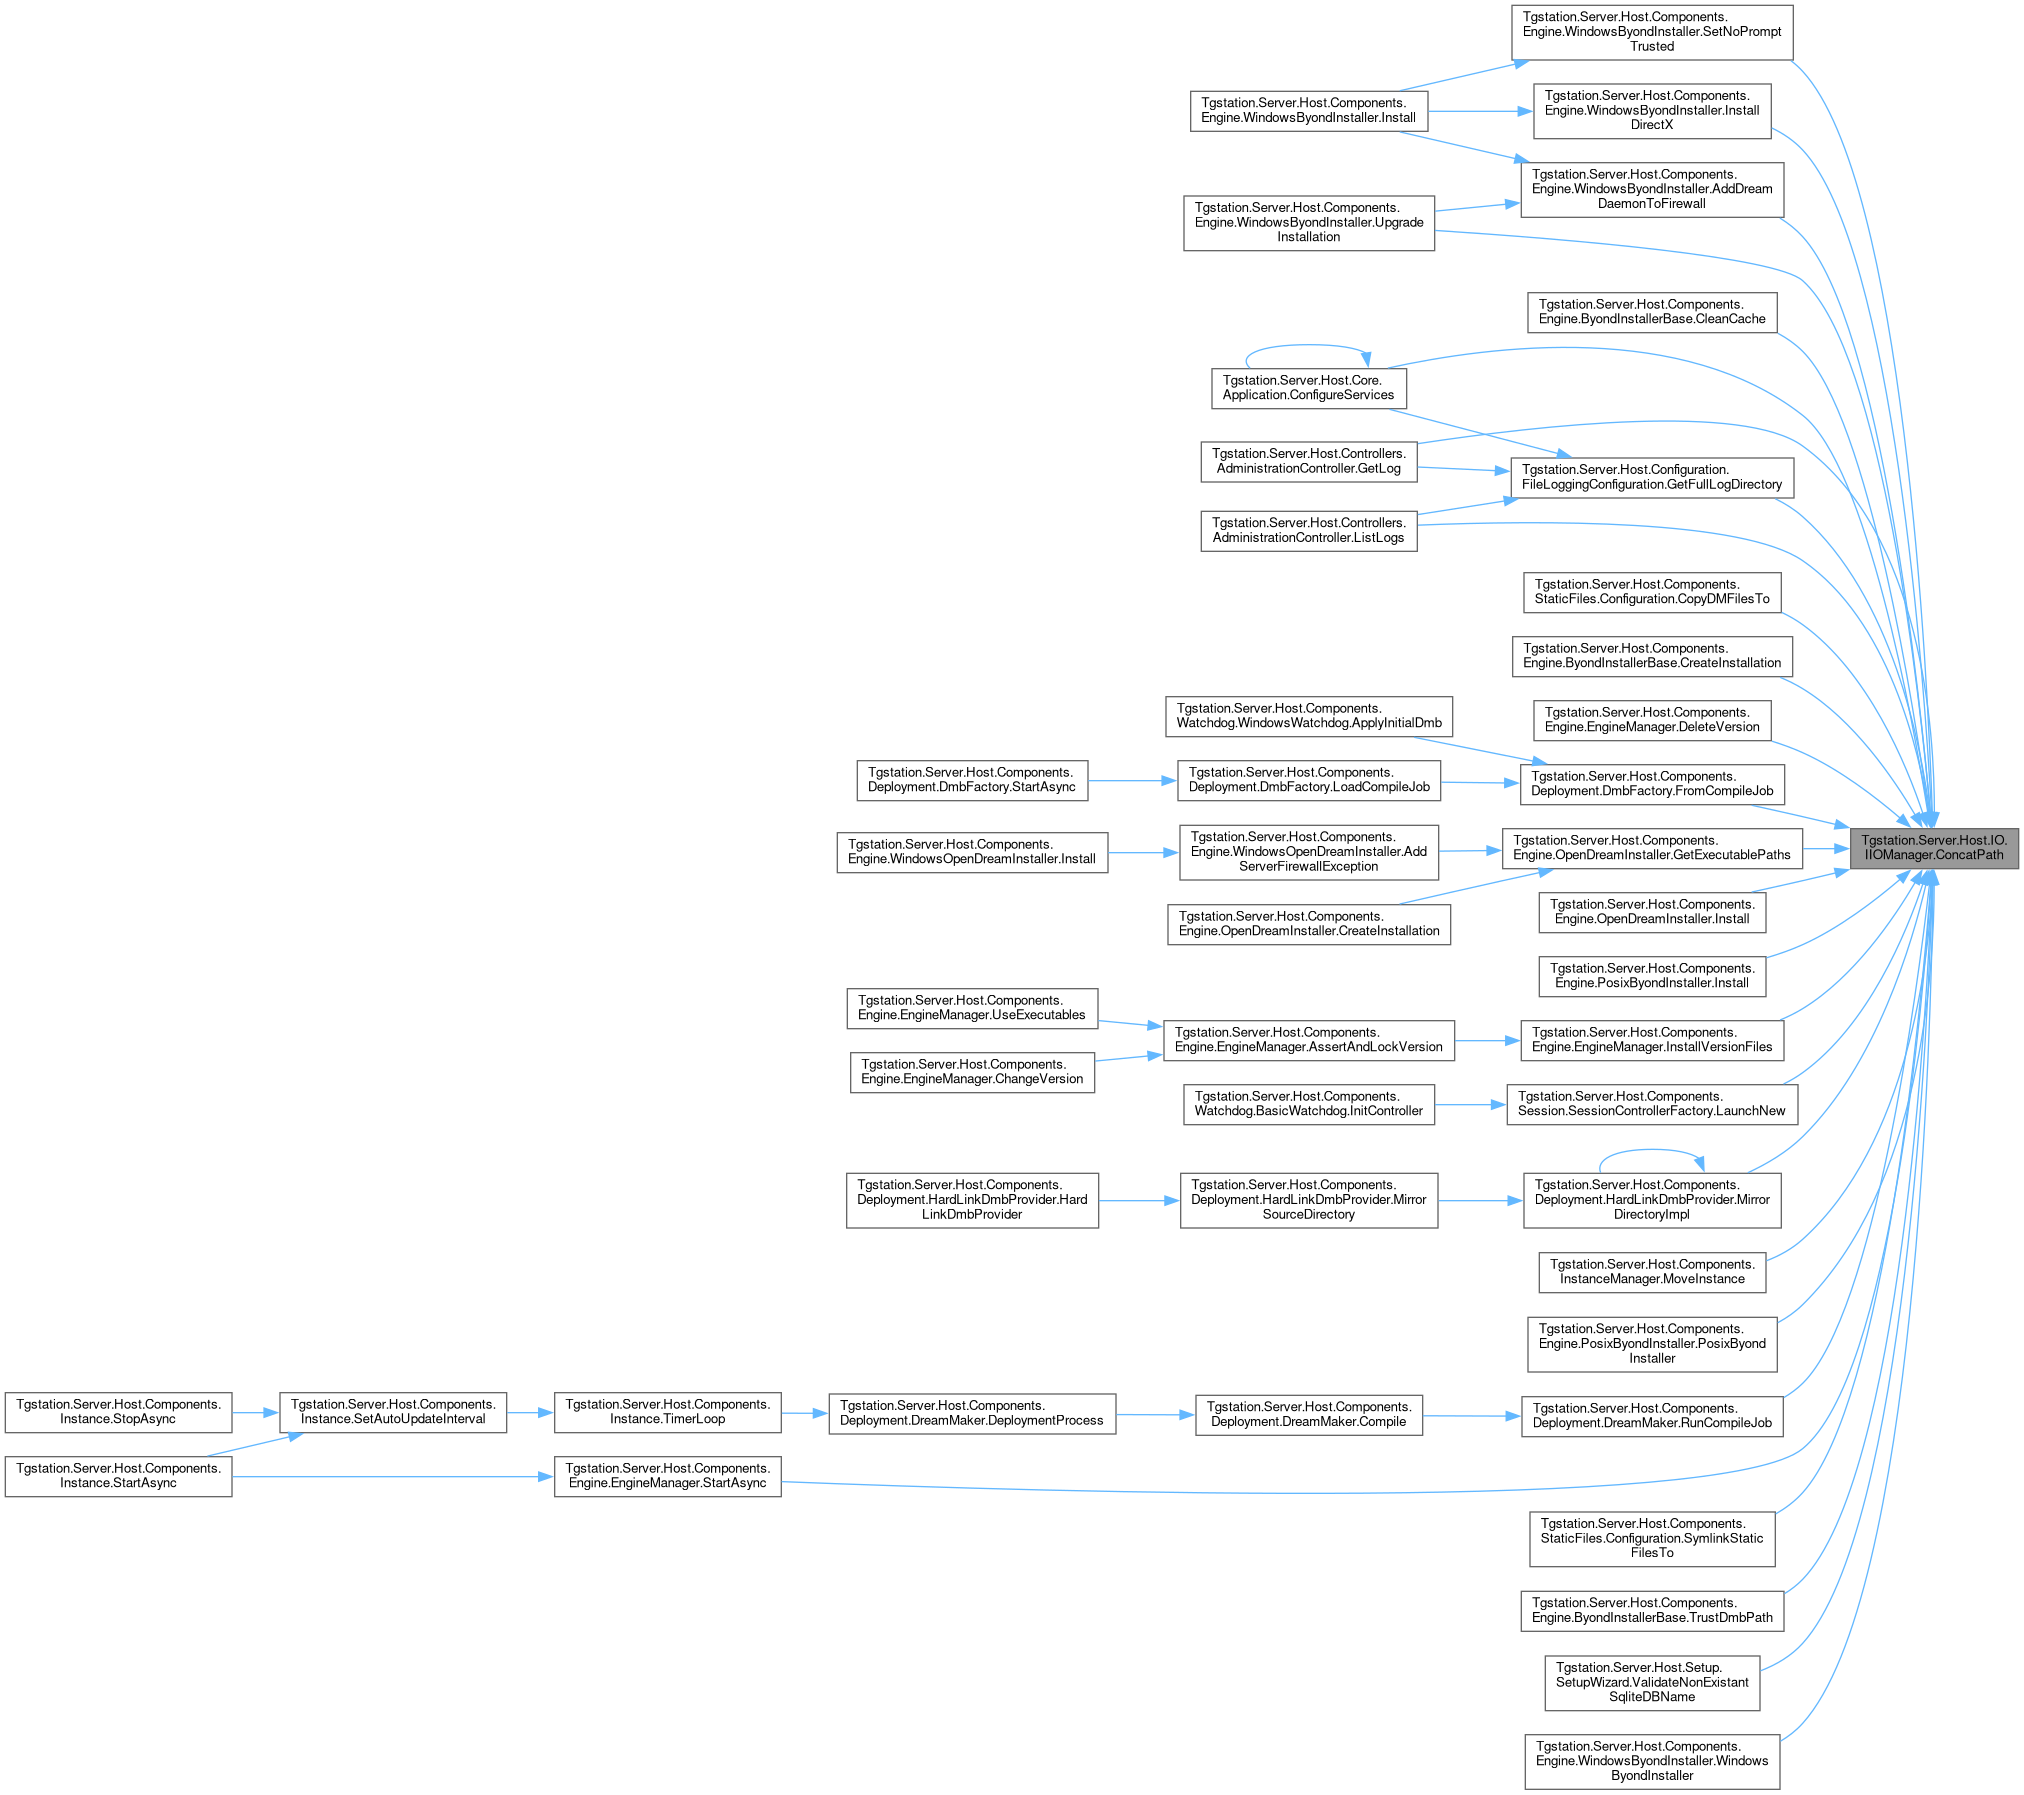 Tgstation.Server.Host.Components.
Engine.WindowsByondInstaller.SetNoPrompt
Trusted
Tgstation.Server.Host.Components.
Engine.WindowsByondInstaller.Install
Tgstation.Server.Host.Components.
Engine.WindowsByondInstaller.Install
DirectX
Tgstation.Server.Host.Components.
Engine.WindowsByondInstaller.AddDream
DaemonToFirewall
Tgstation.Server.Host.Components.
Engine.WindowsByondInstaller.Upgrade
Installation
Tgstation.Server.Host.Components.
Engine.ByondInstallerBase.CleanCache
Tgstation.Server.Host.Core.
Application.ConfigureServices
Tgstation.Server.Host.Controllers.
AdministrationController.GetLog
Tgstation.Server.Host.Configuration.
FileLoggingConfiguration.GetFullLogDirectory
Tgstation.Server.Host.Controllers.
AdministrationController.ListLogs
Tgstation.Server.Host.Components.
StaticFiles.Configuration.CopyDMFilesTo
Tgstation.Server.Host.Components.
Engine.ByondInstallerBase.CreateInstallation
Tgstation.Server.Host.Components.
Watchdog.WindowsWatchdog.ApplyInitialDmb
Tgstation.Server.Host.Components.
Engine.EngineManager.DeleteVersion
Tgstation.Server.Host.Components.
Deployment.DmbFactory.StartAsync
Tgstation.Server.Host.Components.
Deployment.DmbFactory.LoadCompileJob
Tgstation.Server.Host.Components.
Deployment.DmbFactory.FromCompileJob
Tgstation.Server.Host.Components.
Engine.WindowsOpenDreamInstaller.Install
Tgstation.Server.Host.Components.
Engine.WindowsOpenDreamInstaller.Add
ServerFirewallException
Tgstation.Server.Host.Components.
Engine.OpenDreamInstaller.GetExecutablePaths
Tgstation.Server.Host.IO.
IIOManager.ConcatPath
Tgstation.Server.Host.Components.
Engine.OpenDreamInstaller.CreateInstallation
Tgstation.Server.Host.Components.
Engine.OpenDreamInstaller.Install
Tgstation.Server.Host.Components.
Engine.PosixByondInstaller.Install
Tgstation.Server.Host.Components.
Engine.EngineManager.UseExecutables
Tgstation.Server.Host.Components.
Engine.EngineManager.ChangeVersion
Tgstation.Server.Host.Components.
Engine.EngineManager.AssertAndLockVersion
Tgstation.Server.Host.Components.
Engine.EngineManager.InstallVersionFiles
Tgstation.Server.Host.Components.
Watchdog.BasicWatchdog.InitController
Tgstation.Server.Host.Components.
Session.SessionControllerFactory.LaunchNew
Tgstation.Server.Host.Components.
Deployment.HardLinkDmbProvider.Hard
LinkDmbProvider
Tgstation.Server.Host.Components.
Deployment.HardLinkDmbProvider.Mirror
SourceDirectory
Tgstation.Server.Host.Components.
Deployment.HardLinkDmbProvider.Mirror
DirectoryImpl
Tgstation.Server.Host.Components.
InstanceManager.MoveInstance
Tgstation.Server.Host.Components.
Engine.PosixByondInstaller.PosixByond
Installer
Tgstation.Server.Host.Components.
Instance.StopAsync
Tgstation.Server.Host.Components.
Instance.SetAutoUpdateInterval
Tgstation.Server.Host.Components.
Instance.TimerLoop
Tgstation.Server.Host.Components.
Deployment.DreamMaker.DeploymentProcess
Tgstation.Server.Host.Components.
Deployment.DreamMaker.Compile
Tgstation.Server.Host.Components.
Deployment.DreamMaker.RunCompileJob
Tgstation.Server.Host.Components.
Instance.StartAsync
Tgstation.Server.Host.Components.
Engine.EngineManager.StartAsync
Tgstation.Server.Host.Components.
StaticFiles.Configuration.SymlinkStatic
FilesTo
Tgstation.Server.Host.Components.
Engine.ByondInstallerBase.TrustDmbPath
Tgstation.Server.Host.Setup.
SetupWizard.ValidateNonExistant
SqliteDBName
Tgstation.Server.Host.Components.
Engine.WindowsByondInstaller.Windows
ByondInstaller